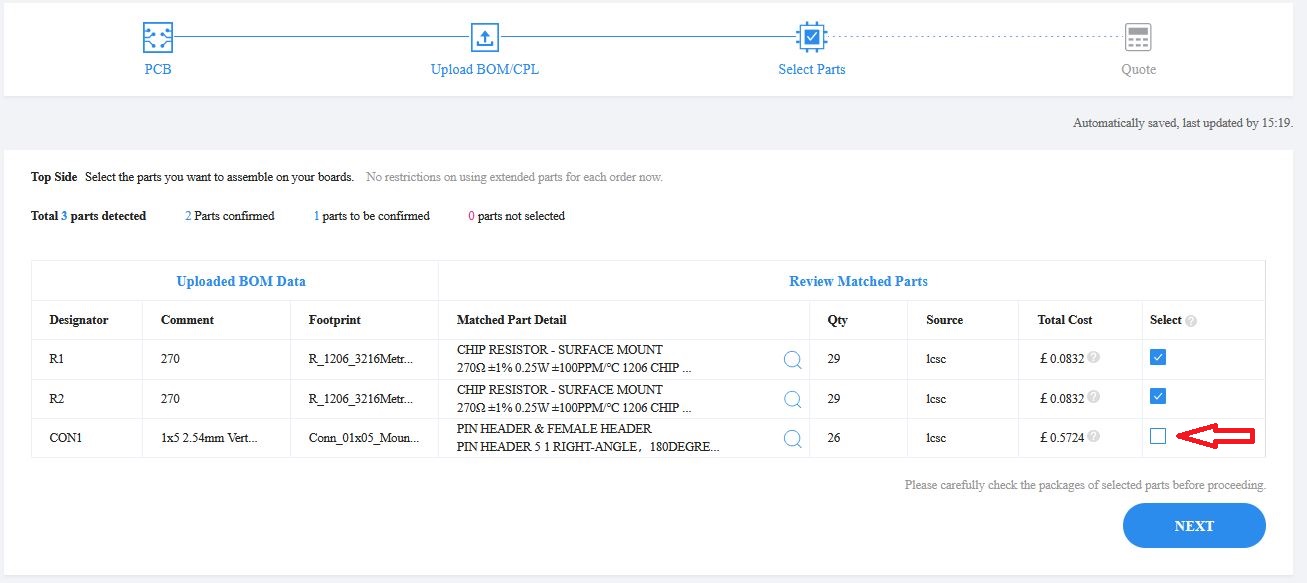 PCB
Upload BOM/CPL
Select Parts
Quote
Automatically saved, last updated by 15:19.
Top Side Select the parts you want to assemble on your boards. No restrictions on using extended parts for each order now.
Total 3 parts detected 2 Parts confirmed 1 parts to be confirmed 0 parts not selected
Uploaded BOM Data Review Matched Parts
Designator Comment Footprint Matched Part Detail Qty Source Total Cost Select ?
R1 270 R_1206_3216Metr... CHIP RESISTOR - SURFACE MOUNT 29 lcsc £ 0.0832 ?
270Ω ±1% 0.25W ±100PPM/℃ 1206 CHIP ...
R2 270 R_1206_3216Metr... CHIP RESISTOR - SURFACE MOUNT 29 lcsc £ 0.0832 ?
270Ω ±1% 0.25W ±100PPM/℃ 1206 CHIP ...
CON1 1x5 2.54mm Vert... Conn_01x05_Moun... PIN HEADER & FEMALE HEADER 26 lcsc £ 0.5724 ?
PIN HEADER 5 1 RIGHT-ANGLE，180DEGRE...
Please carefully check the packages of selected parts before proceeding.
NEXT